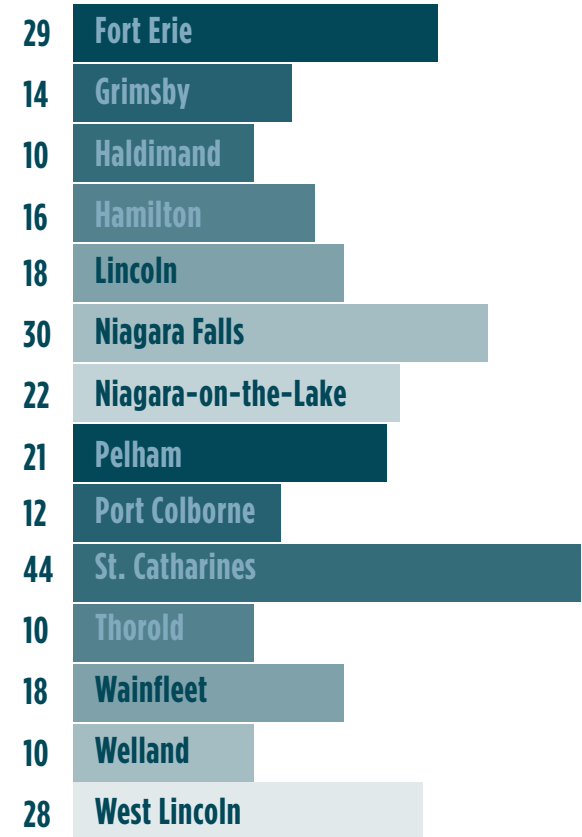 29 Fort Erie
14 Grimsby
10 Haldimand
16 Hamilton
18 Lincoln
30 Niagara Falls
22 Niagara-on-the-Lake
21 Pelham
12 Port Colborne
44 St. Catharines
10 Thorold
18 Wainfleet
10 Welland
28 West Lincoln